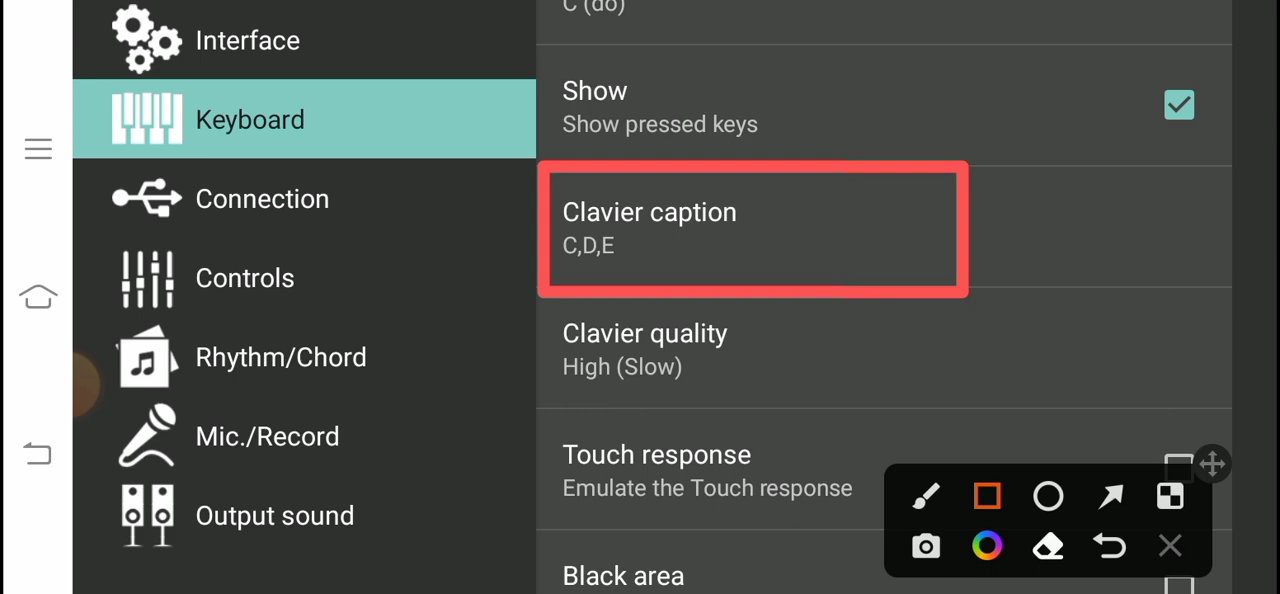 Interface
Keyboard
Connection
Controls
Rhythm/Chord
Mic./Record
Output sound
C (do)
Show
Show pressed keys
Clavier caption
C,D,E
Clavier quality
High (Slow)
Touch response
Emulate the Touch response
Black area